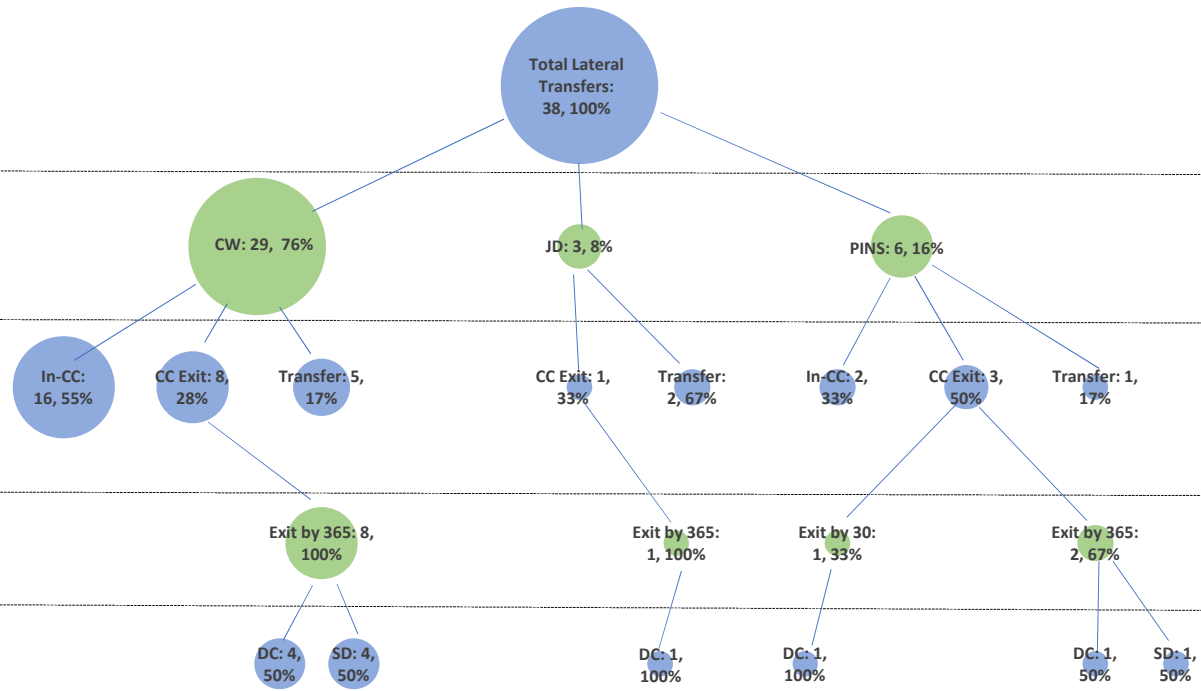 Total Lateral
Transfers:
38, 100%
CW: 29,  76%
JD: 3, 8%
PINS: 6, 16%
In-CC:
16, 55%
CC Exit: 8,
28%
Transfer: 5,
17%
CC Exit: 1,
33%
Transfer:
2, 67%
In-CC: 2,
33%
CC Exit: 3,
50%
Transfer: 1,
17%
Exit by 365: 8,
100%
Exit by 365:
1, 100%
Exit by 30:
1, 33%
Exit by 365:
2, 67%
DC: 4,
50%
SD: 4,
50%
DC: 1,
100%
DC: 1,
100%
DC: 1,
50%
SD: 1,
50%